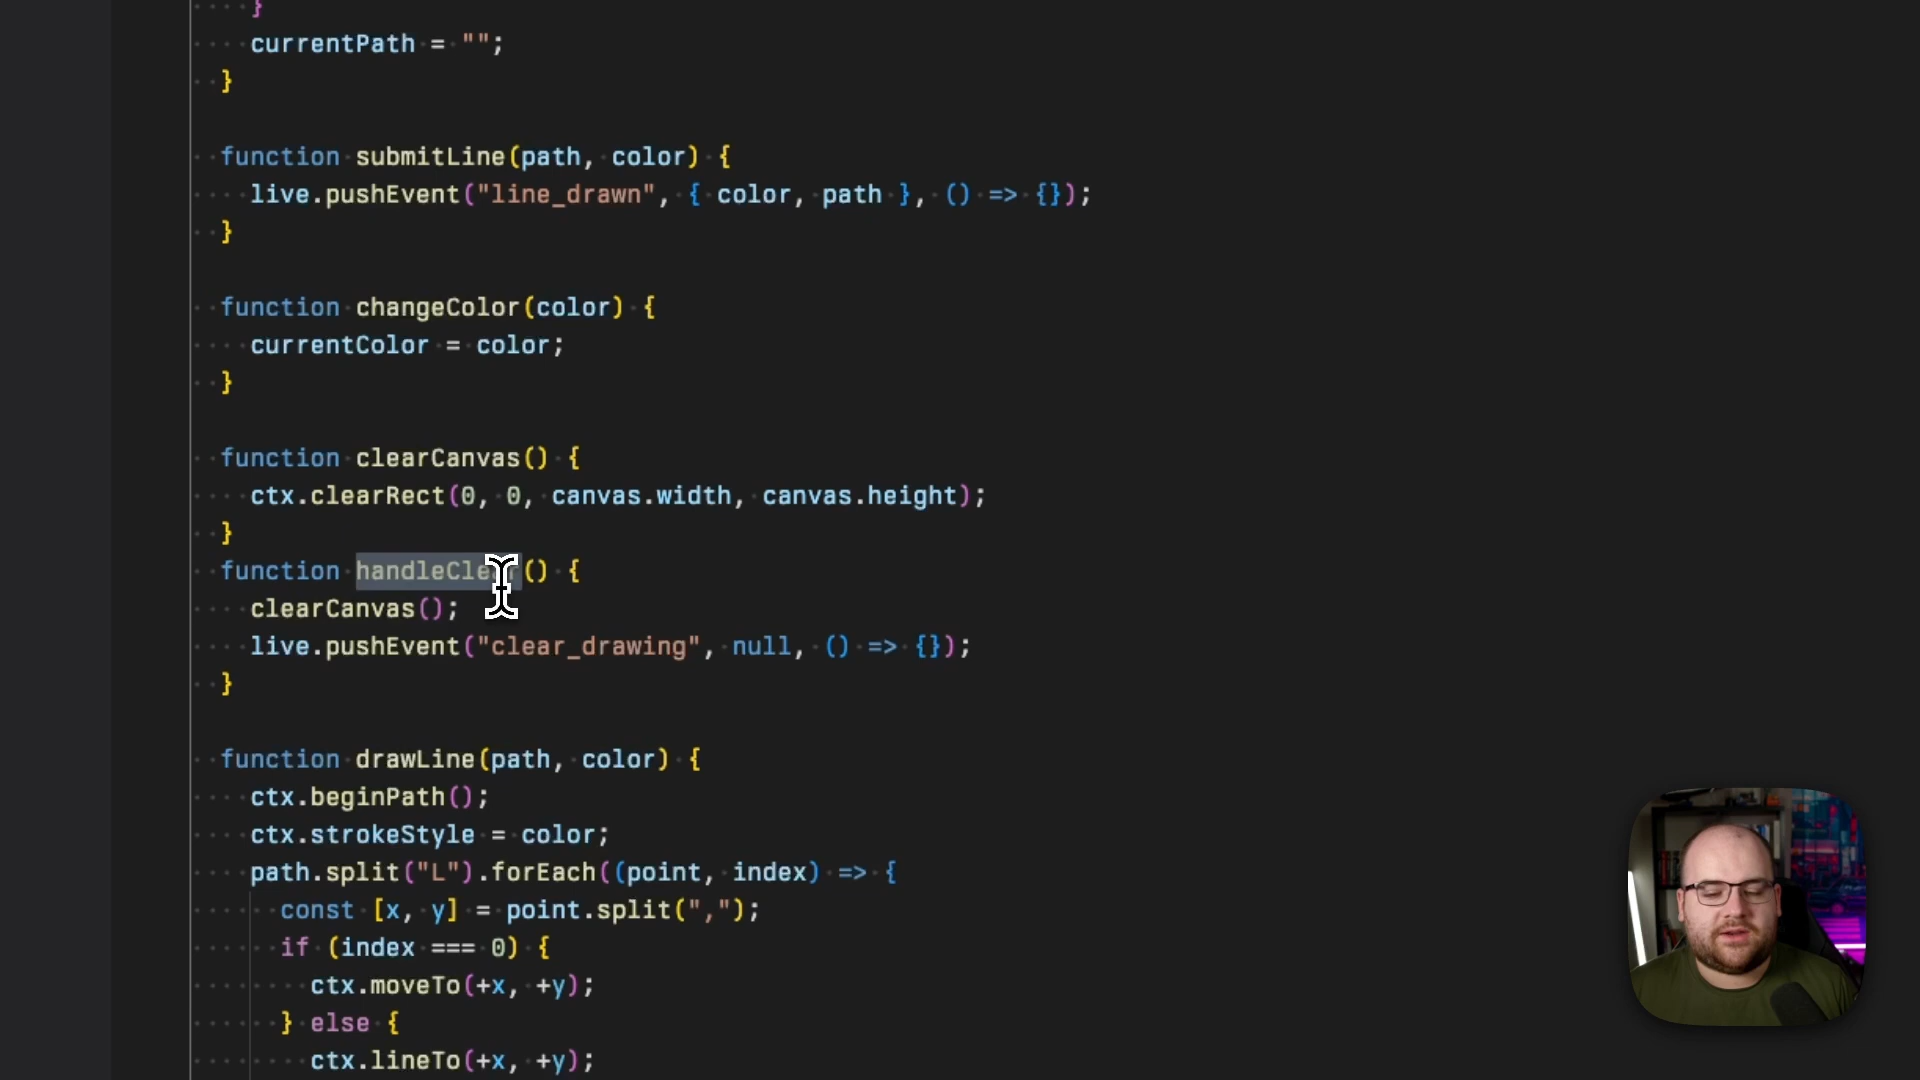 }
currentPath = "";
}
function submitLine(path, color) {
live.pushEvent("line_drawn", { color, path }, () => {});
}
function changeColor(color) {
currentColor = color;
}
function clearCanvas() {
ctx.clearRect(0, 0, canvas.width, canvas.height);
}
function handleClear() {
clearCanvas();
live.pushEvent("clear_drawing", null, () => {});
}
function drawLine(path, color) {
ctx.beginPath();
ctx.strokeStyle = color;
path.split("L").forEach((point, index) => {
const [x, y] = point.split(",");
if (index === 0) {
ctx.moveTo(+x, +y);
} else {
ctx.lineTo(+x, +y);